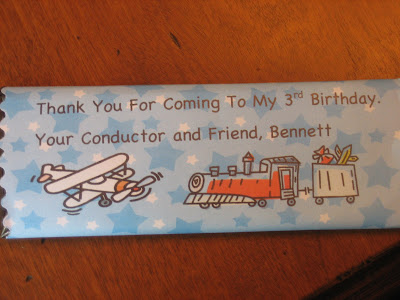 Thank You For Coming To My 3rd Birthday.
Your Conductor and Friend, Bennett